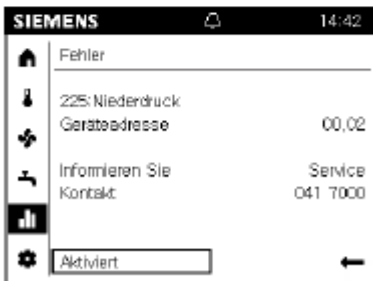 SIEMENS 14:42
Fehler
225:Niederdruck
Geräteadresse 00,02
Informieren Sie Service
Kontakt 041 7000
Aktiviert